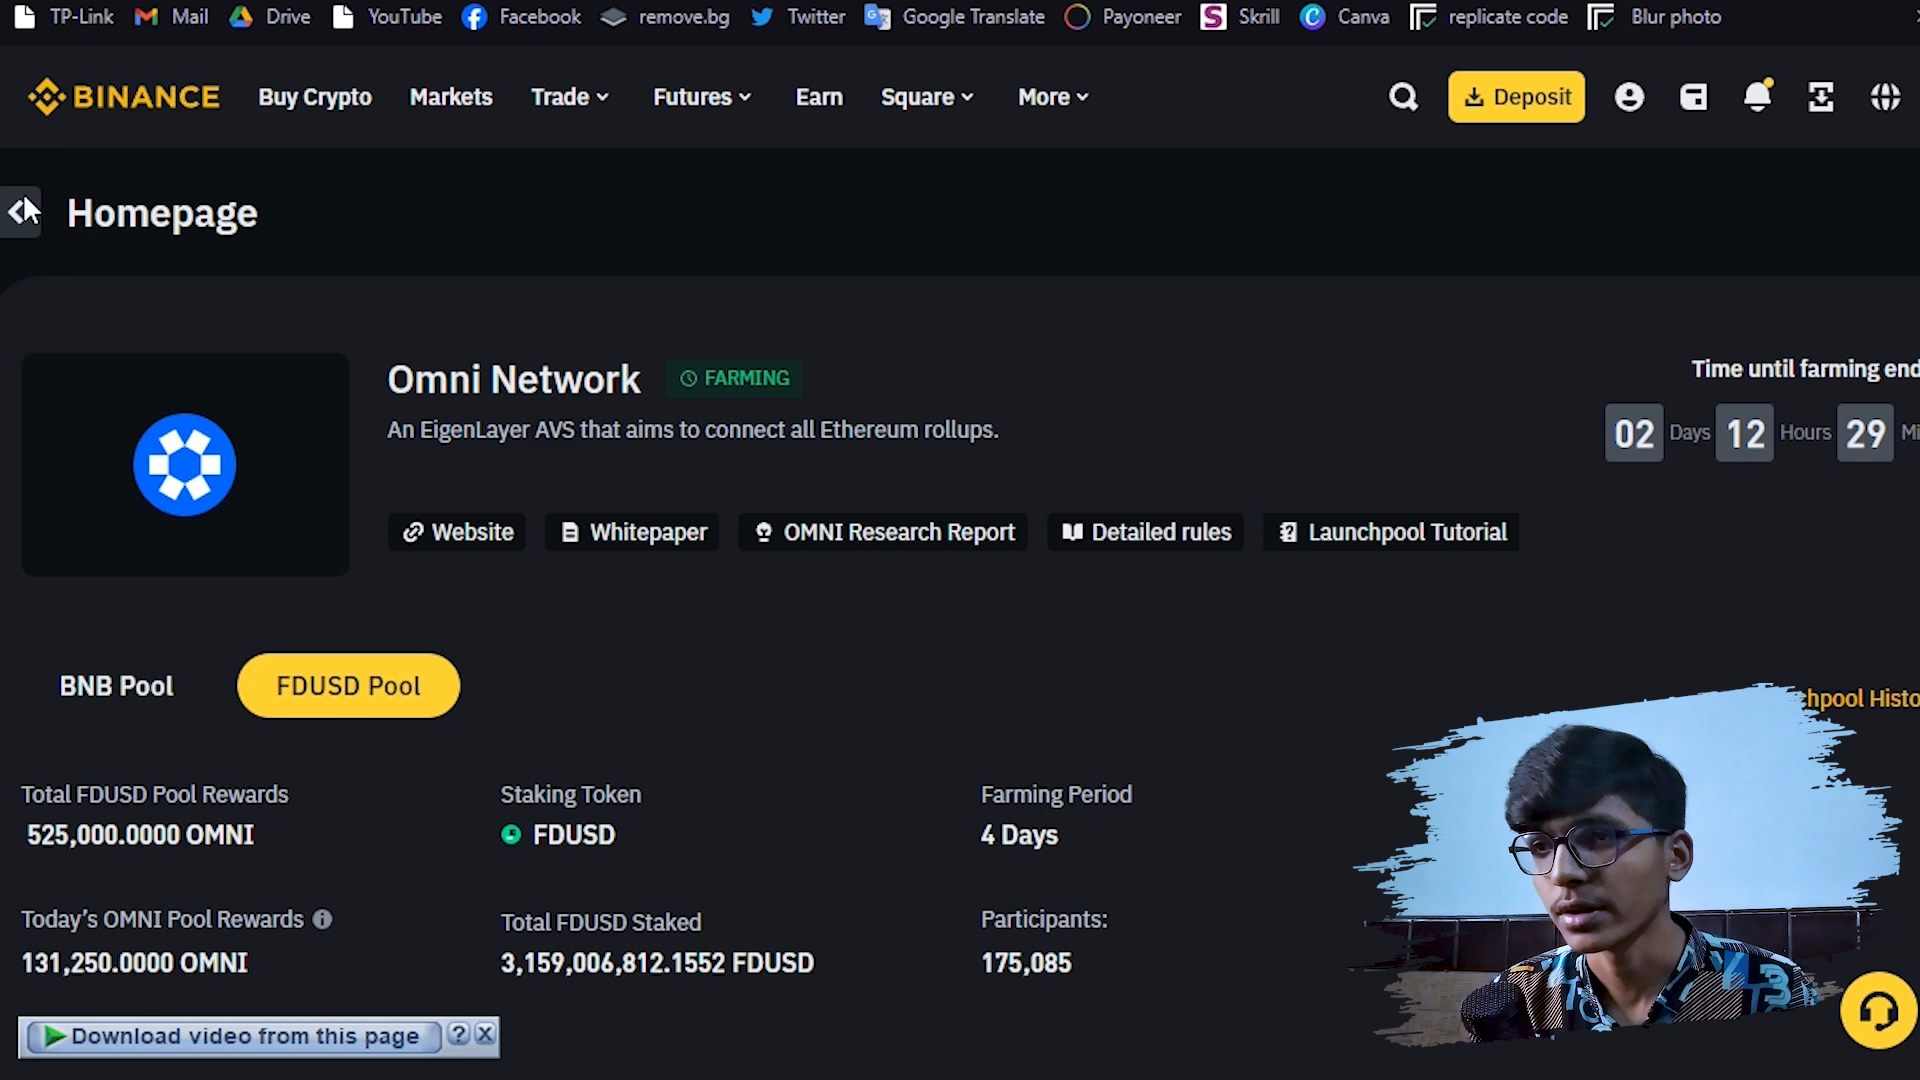 TP-Link Mail Drive YouTube Facebook remove.bg Twitter Google Translate Payoneer Skrill Canva replicate code Blur photo
BINANCE Buy Crypto Markets Trade Futures Earn Square More Deposit
Homepage
Omni Network FARMING
An EigenLayer AVS that aims to connect all Ethereum rollups.
Time until farming end
02 Days 12 Hours 29 Mi
Website Whitepaper OMNI Research Report Detailed rules Launchpool Tutorial
BNB Pool FDUSD Pool
hpool Histo
Total FDUSD Pool Rewards Staking Token Farming Period
525,000.0000 OMNI FDUSD 4 Days
Today's OMNI Pool Rewards Total FDUSD Staked Participants:
131,250.0000 OMNI 3,159,006,812.1552 FDUSD 175,085
Download video from this page ? X